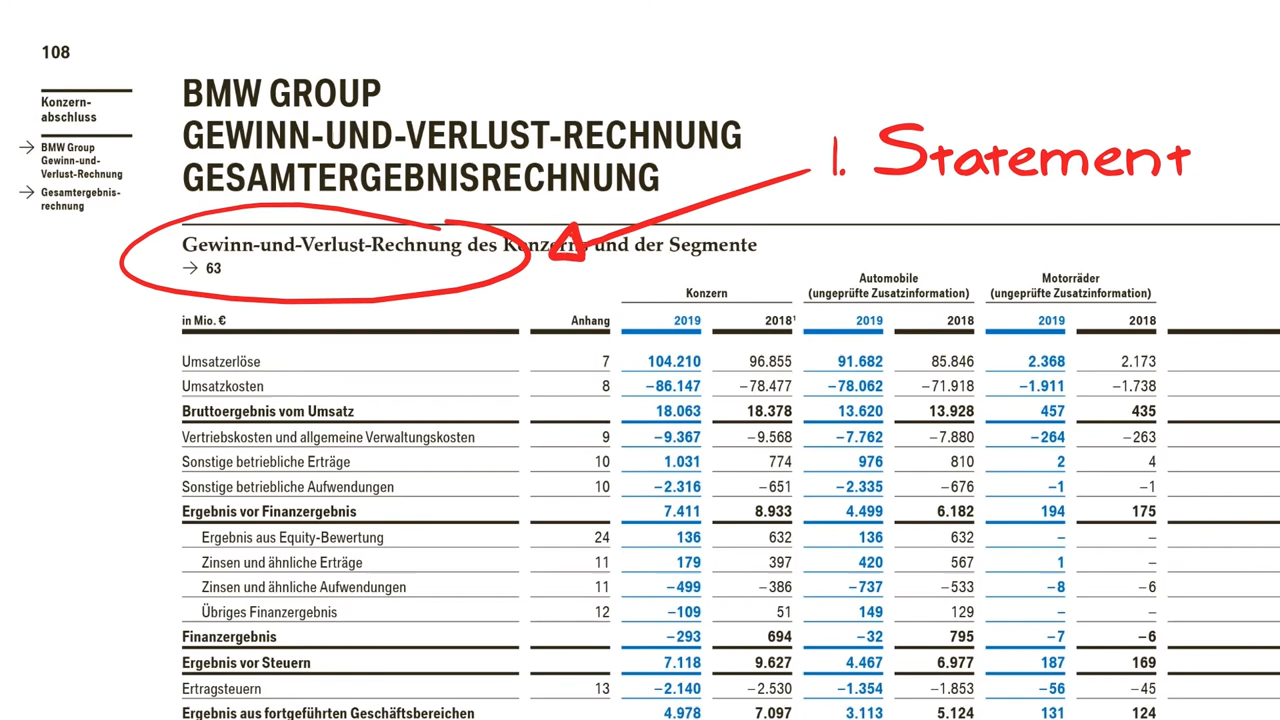 108
Konzern-
abschluss
→ BMW Group
Gewinn-und-
Verlust-Rechnung
→ Gesamtergebnis-
rechnung
BMW GROUP
GEWINN-UND-VERLUST-RECHNUNG
GESAMTERGEBNISRECHNUNG
1. Statement
Gewinn-und-Verlust-Rechnung des Konzerns und der Segmente
→ 63
Konzern Automobile (ungeprüfte Zusatzinformation) Motorräder (ungeprüfte Zusatzinformation)
in Mio. € Anhang 2019 2018¹ 2019 2018 2019 2018
Umsatzerlöse 7 104.210 96.855 91.682 85.846 2.368 2.173
Umsatzkosten 8 −86.147 −78.477 −78.062 −71.918 −1.911 −1.738
Bruttoergebnis vom Umsatz 18.063 18.378 13.620 13.928 457 435
Vertriebskosten und allgemeine Verwaltungskosten 9 −9.367 −9.568 −7.762 −7.880 −264 −263
Sonstige betriebliche Erträge 10 1.031 774 976 810 2 4
Sonstige betriebliche Aufwendungen 10 −2.316 −651 −2.335 −676 −1 −1
Ergebnis vor Finanzergebnis 7.411 8.933 4.499 6.182 194 175
Ergebnis aus Equity-Bewertung 24 136 632 136 632 – –
Zinsen und ähnliche Erträge 11 179 397 420 567 1 –
Zinsen und ähnliche Aufwendungen 11 −499 −386 −737 −533 −8 −6
Übriges Finanzergebnis 12 −109 51 149 129 – –
Finanzergebnis −293 694 −32 795 −7 −6
Ergebnis vor Steuern 7.118 9.627 4.467 6.977 187 169
Ertragsteuern 13 −2.140 −2.530 −1.354 −1.853 −56 −45
Ergebnis aus fortgeführten Geschäftsbereichen 4.978 7.097 3.113 5.124 131 124